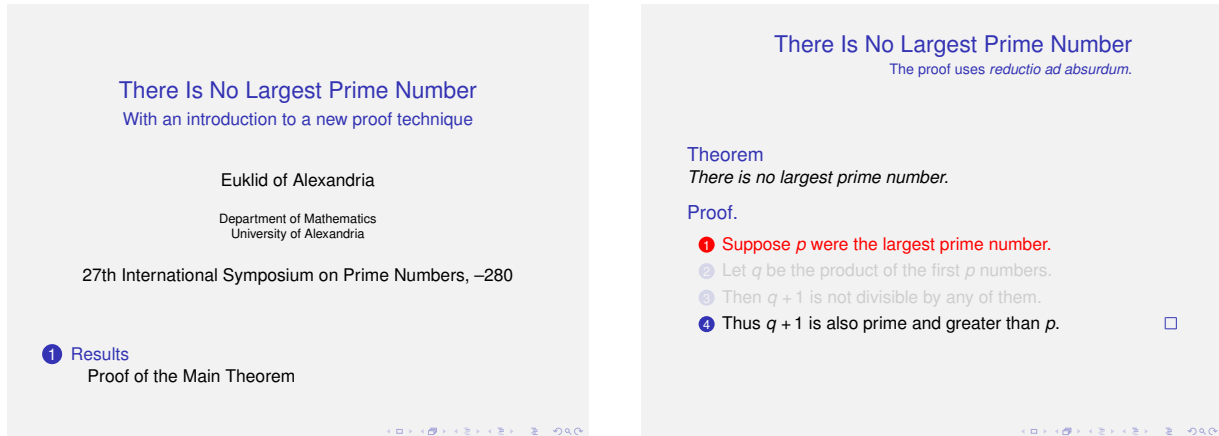 There Is No Largest Prime Number
With an introduction to a new proof technique
Euklid of Alexandria
Department of Mathematics
University of Alexandria
27th International Symposium on Prime Numbers, –280
1 Results
Proof of the Main Theorem
There Is No Largest Prime Number
The proof uses reductio ad absurdum.
Theorem
There is no largest prime number.
Proof.
1 Suppose p were the largest prime number.
2 Let q be the product of the first p numbers.
3 Then q + 1 is not divisible by any of them.
4 Thus q + 1 is also prime and greater than p. □